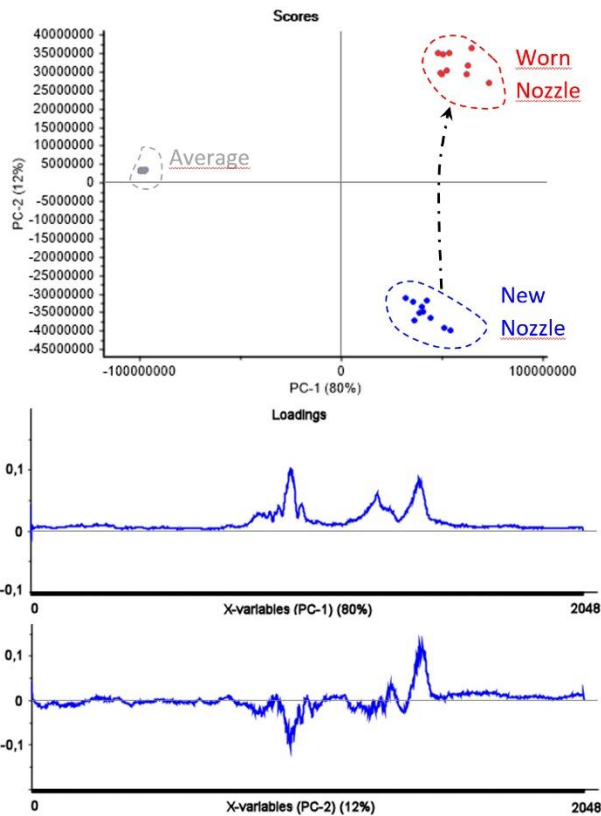 Scores
40000000
35000000
30000000
25000000
20000000
15000000
10000000
5000000
0
-5000000
-10000000
-15000000
-20000000
-25000000
-30000000
-35000000
-40000000
-45000000
PC-2 (12%)
Worn
Nozzle
Average
New
Nozzle
-100000000 0 100000000
PC-1 (80%)
Loadings
0,1
0
-0,1
0 X-variables (PC-1) (80%) 2048
0,1
0
-0,1
0 X-variables (PC-2) (12%) 2048